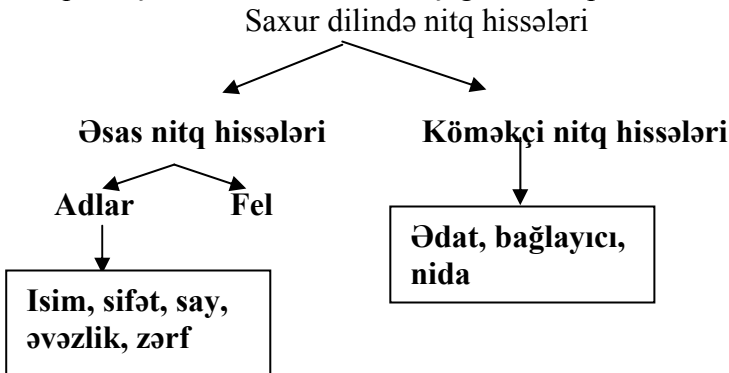 Saxur dilində nitq hissələri
Əsas nitq hissələri
Köməkçi nitq hissələri
Adlar
Fel
Ədat, bağlayıcı,
nida
Isim, sifət, say,
əvəzlik, zərf